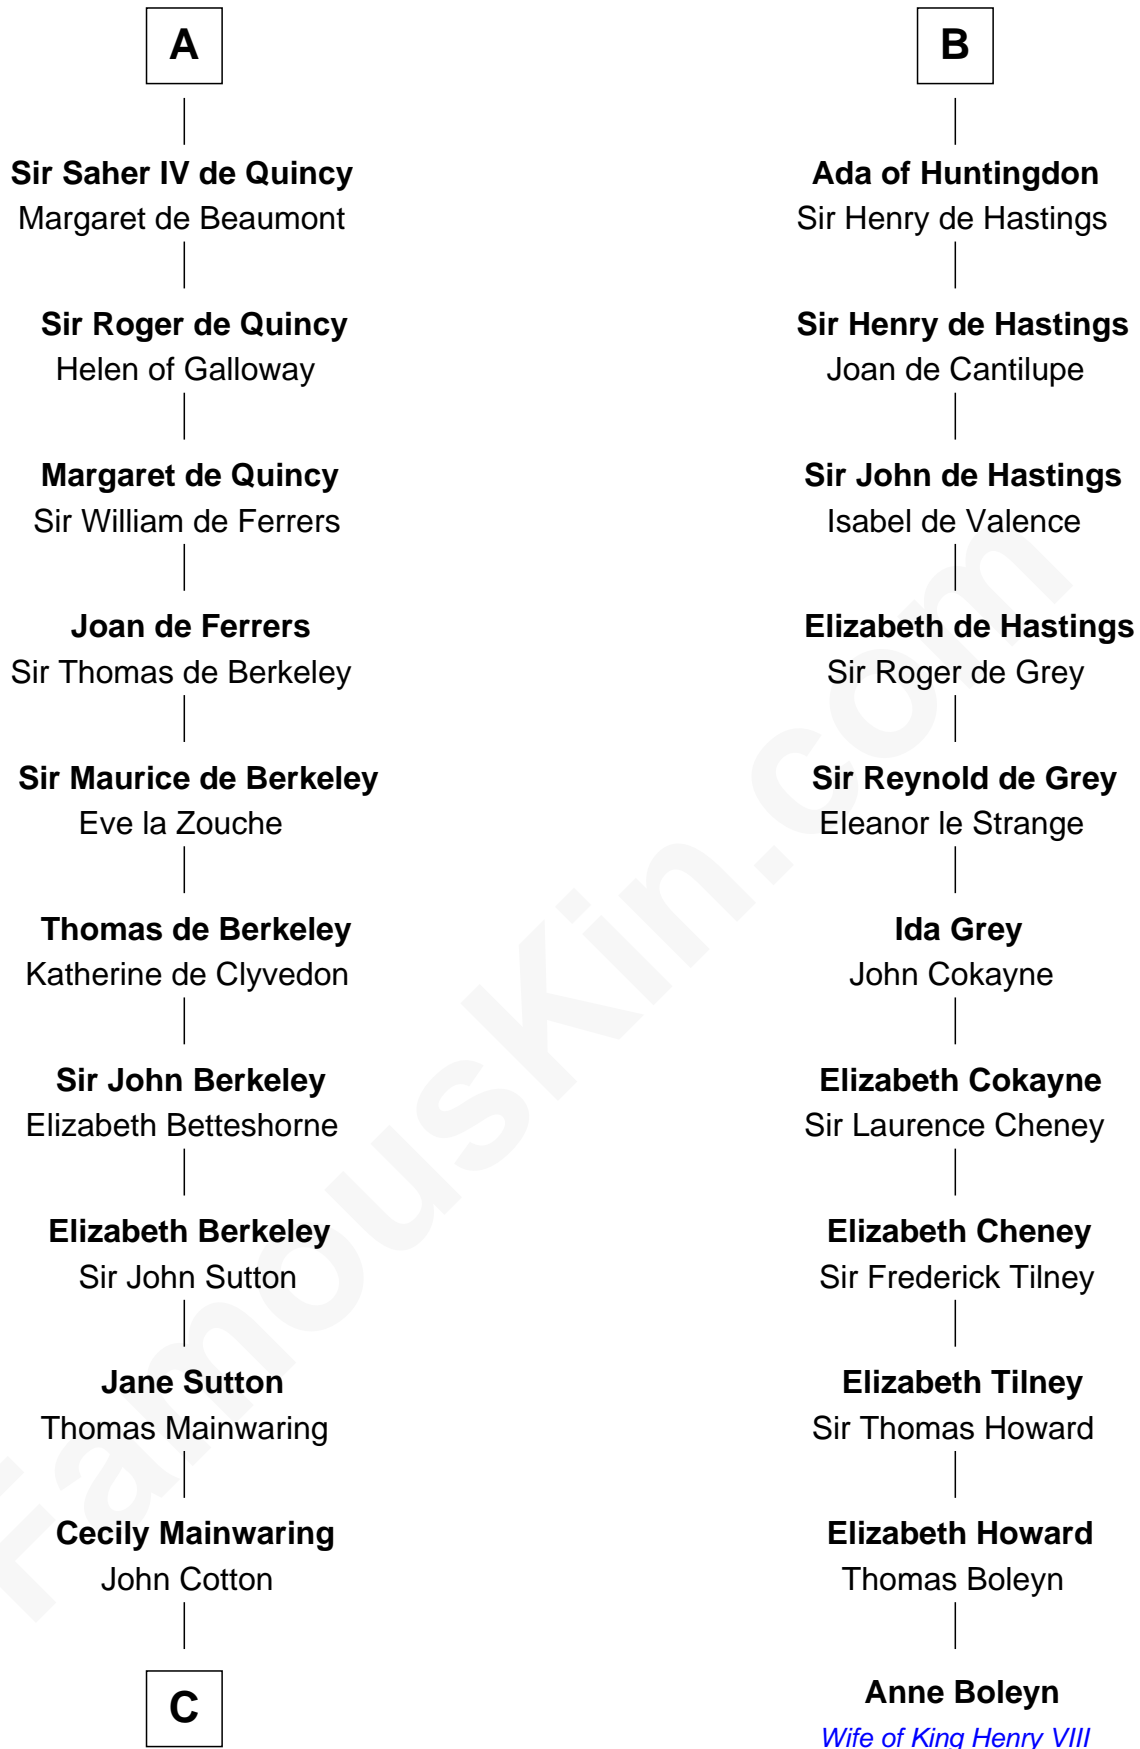 A
Sir Saher IV de Quincy
Margaret de Beaumont
Sir Roger de Quincy
Helen of Galloway
Margaret de Quincy
Sir William de Ferrers
Joan de Ferrers
Sir Thomas de Berkeley
Sir Maurice de Berkeley
Eve la Zouche
Thomas de Berkeley
Katherine de Clyvedon
Sir John Berkeley
Elizabeth Betteshorne
Elizabeth Berkeley
Sir John Sutton
Jane Sutton
Thomas Mainwaring
Cecily Mainwaring
John Cotton
C
B
Ada of Huntingdon
Sir Henry de Hastings
Sir Henry de Hastings
Joan de Cantilupe
Sir John de Hastings
Isabel de Valence
Elizabeth de Hastings
Sir Roger de Grey
Sir Reynold de Grey
Eleanor le Strange
Ida Grey
John Cokayne
Elizabeth Cokayne
Sir Laurence Cheney
Elizabeth Cheney
Sir Frederick Tilney
Elizabeth Tilney
Sir Thomas Howard
Elizabeth Howard
Thomas Boleyn
Anne Boleyn
Wife of King Henry VIII
FamousKin.com